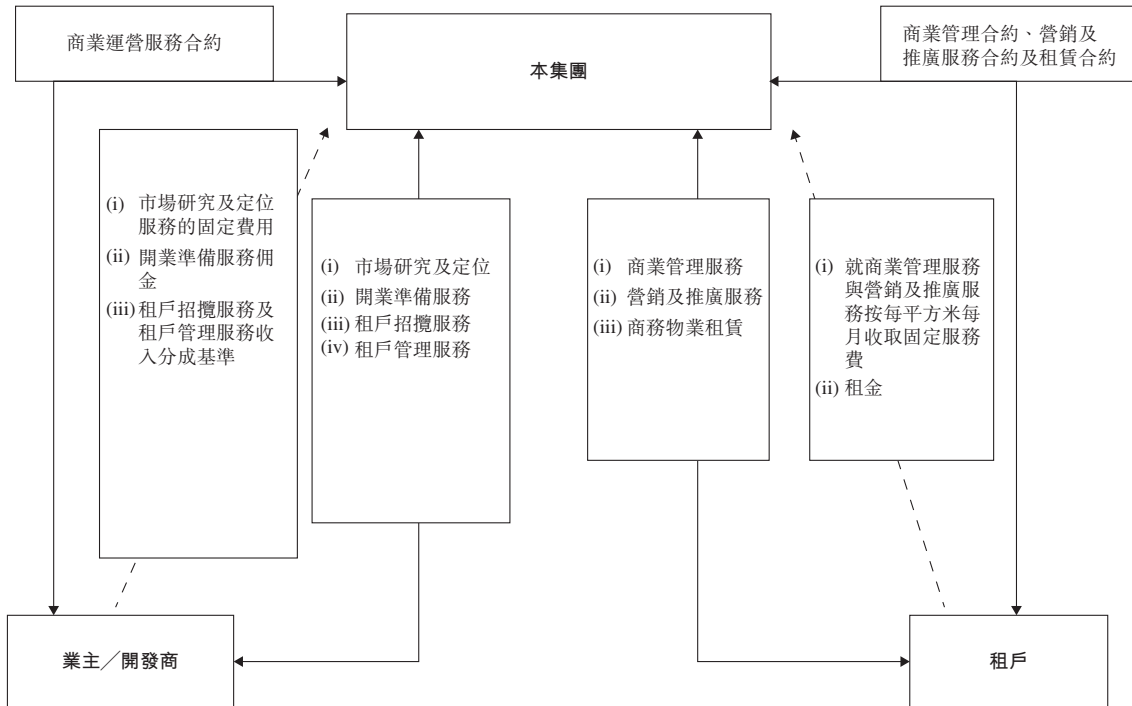 商業運營服務合約
本集團
商業管理合約、營銷及
推廣服務合約及租賃合約
(i) 市場研究及定位
服務的固定費用
(ii) 開業準備服務佣
金
(iii) 租戶招攬服務及
租戶管理服務收
入分成基準
(i) 市場研究及定位
(ii) 開業準備服務
(iii) 租戶招攬服務
(iv) 租戶管理服務
(i) 商業管理服務
(ii) 營銷及推廣服務
(iii) 商務物業租賃
(i) 就商業管理服務
與營銷及推廣服
務按每平方米每
月收取固定服務
費
(ii) 租金
業主／開發商
租戶